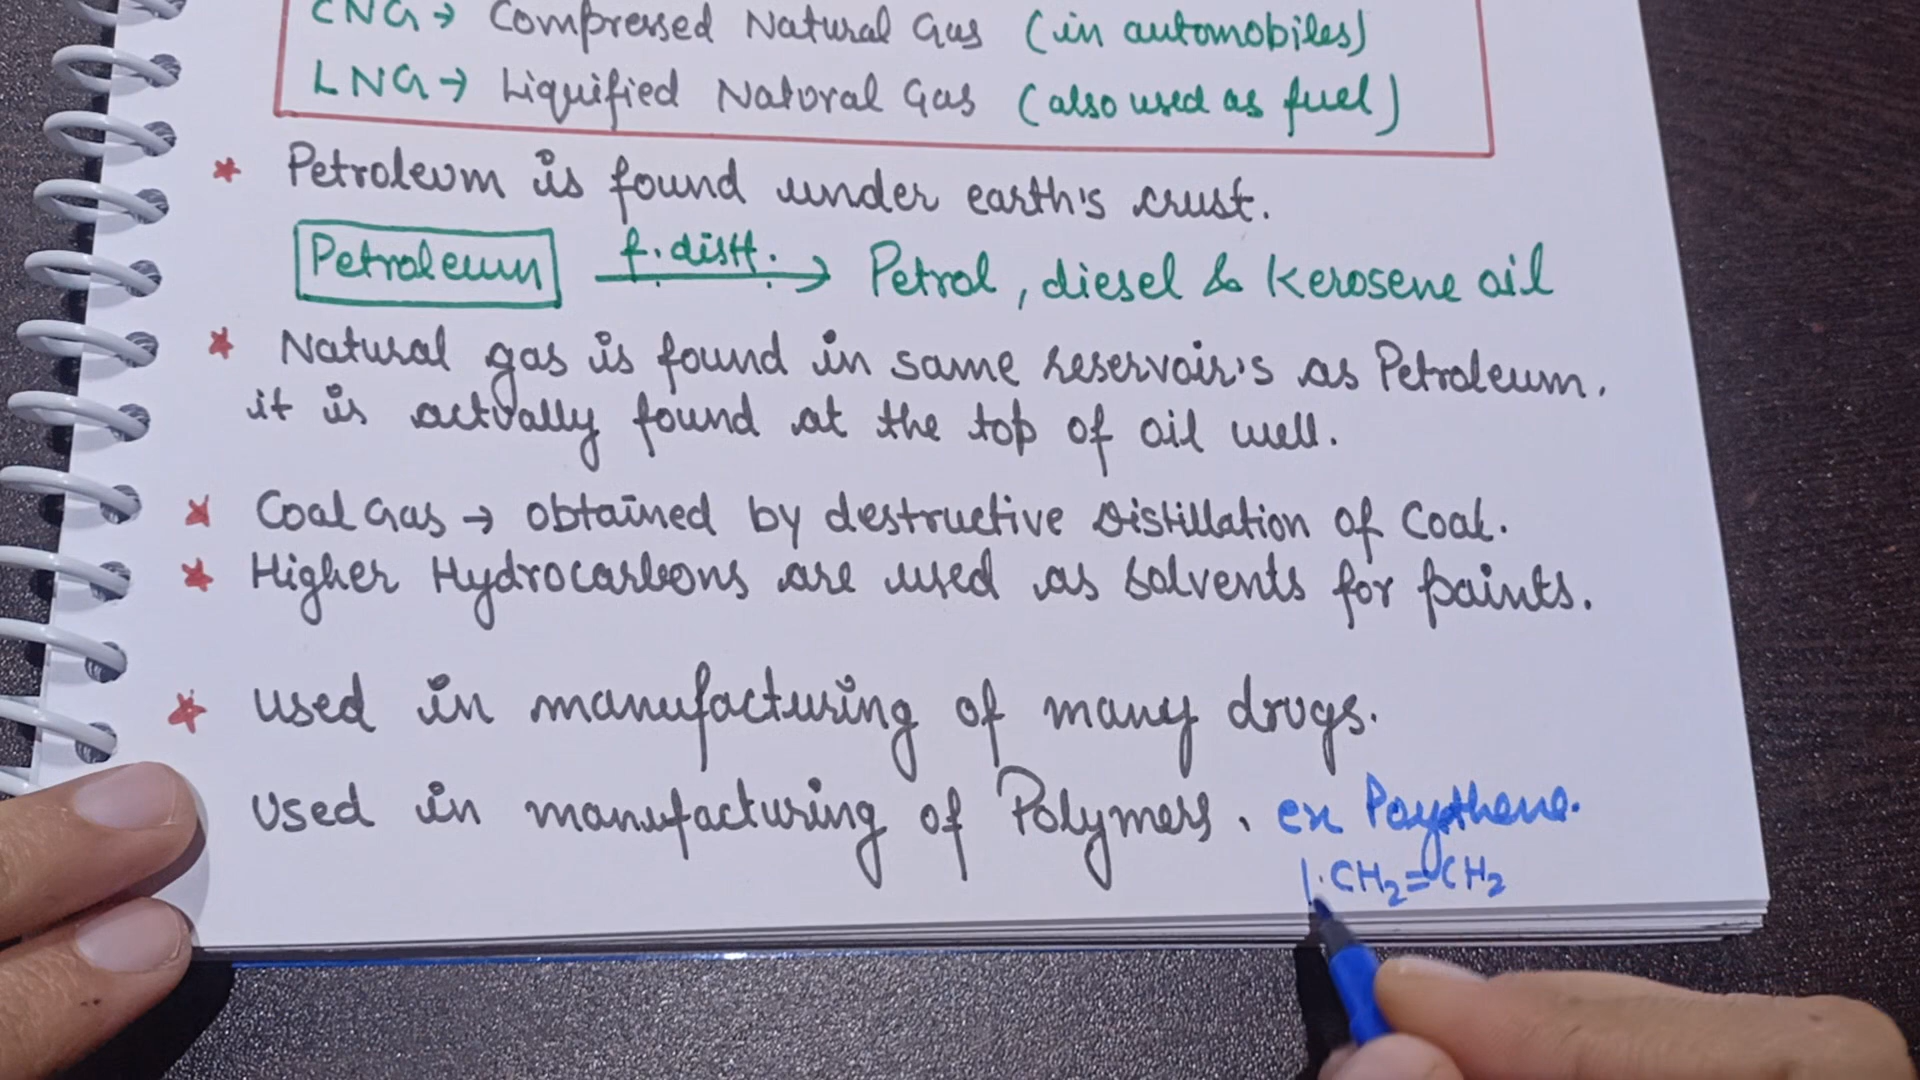 CNG → Compressed Natural Gas (in automobiles)
LNG → Liquified Natural Gas (also used as fuel)
* Petroleum is found under earth's crust.
Petroleum f. distt. → Petrol, diesel & Kerosene oil
* Natural gas is found in same reservoir's as Petroleum.
it is actually found at the top of oil well.
* Coal Gas → obtained by destructive Distillation of Coal.
* Higher Hydrocarbons are used as solvents for paints.
* used in manufacturing of many drugs.
Used in manufacturing of Polymers. ex Poythene.
CH₂=CH₂